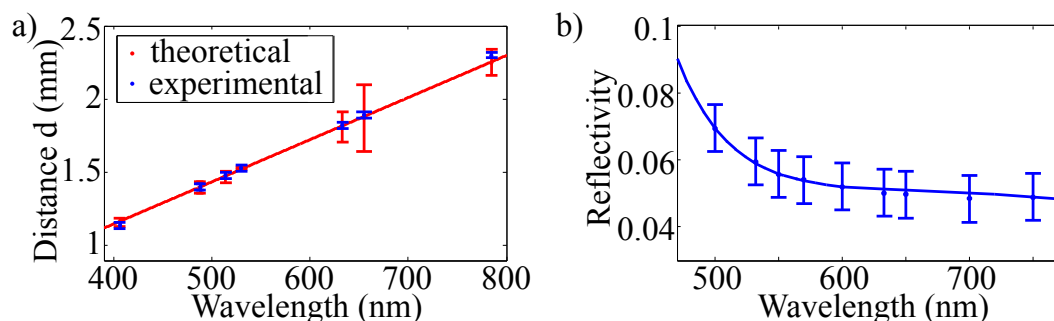 a)
Distance d (mm)
2.5
2
1.5
1
theoretical
experimental
400 500 600 700 800
Wavelength (nm)
b)
Reflectivity
0.1
0.08
0.06
0.04
500 600 700
Wavelength (nm)